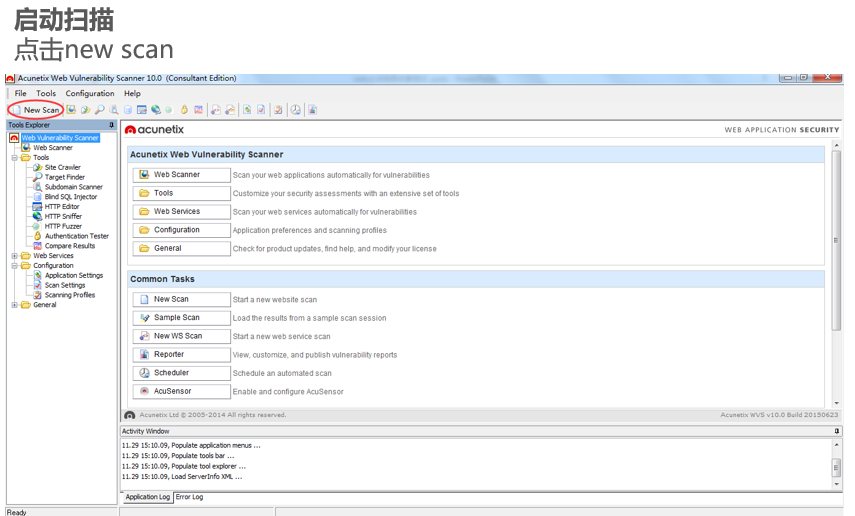 启动扫描
点击new scan
Acunetix Web Vulnerability Scanner 10.0 (Consultant Edition)
File Tools Configuration Help
New Scan
Tools Explorer
Web Vulnerability Scanner
Web Scanner
Tools
Site Crawler
Target Finder
Subdomain Scanner
Blind SQL Injector
HTTP Editor
HTTP Sniffer
HTTP Fuzzer
Authentication Tester
Compare Results
Web Services
Configuration
Application Settings
Scan Settings
Scanning Profiles
General
acunetix WEB APPLICATION SECURITY
Acunetix Web Vulnerability Scanner
Web Scanner Scan your web applications automatically for vulnerabilities
Tools Customize your security assessments with an extensive set of tools
Web Services Scan your web services automatically for vulnerabilities
Configuration Application preferences and scanning profiles
General Check for product updates, find help, and modify your license
Common Tasks
New Scan Start a new website scan
Sample Scan Load the results from a sample scan session
New WS Scan Start a new web service scan
Reporter View, customize, and publish vulnerability reports
Scheduler Schedule an automated scan
AcuSensor Enable and configure AcuSensor
Acunetix Ltd © 2005-2014 All rights reserved. Acunetix WVS v10.0 Build 20150623
Activity Window
11.29 15:10.09, Populate application menus ...
11.29 15:10.09, Populate tools bar ...
11.29 15:10.09, Populate tool explorer ...
11.29 15:10.09, Load ServerInfo XML ...
Application Log Error Log
Ready